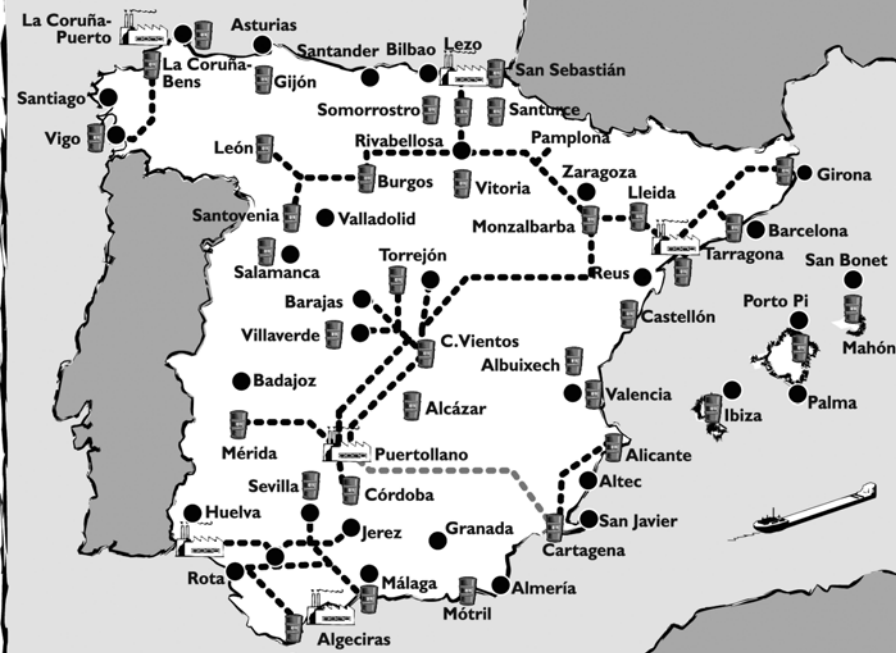 La Coruña-
Puerto
Asturias
Santander
Bilbao
Lezo
La Coruña-
Bens
Gijón
San Sebastián
Santiago
Somorrostro
Santurce
Vigo
León
Rivabellosa
Pamplona
Burgos
Vitoria
Zaragoza
Lleida
Girona
Santovenia
Valladolid
Monzalbarba
Barcelona
Tarragona
Salamanca
Torrejón
Reus
San Bonet
Barajas
Porto Pi
Castellón
Villaverde
C.Vientos
Mahón
Albuixech
Badajoz
Alcázar
Valencia
Ibiza
Palma
Mérida
Puertollano
Alicante
Sevilla
Córdoba
Altec
Huelva
Jerez
Granada
San Javier
Cartagena
Rota
Málaga
Mótril
Almería
Algeciras